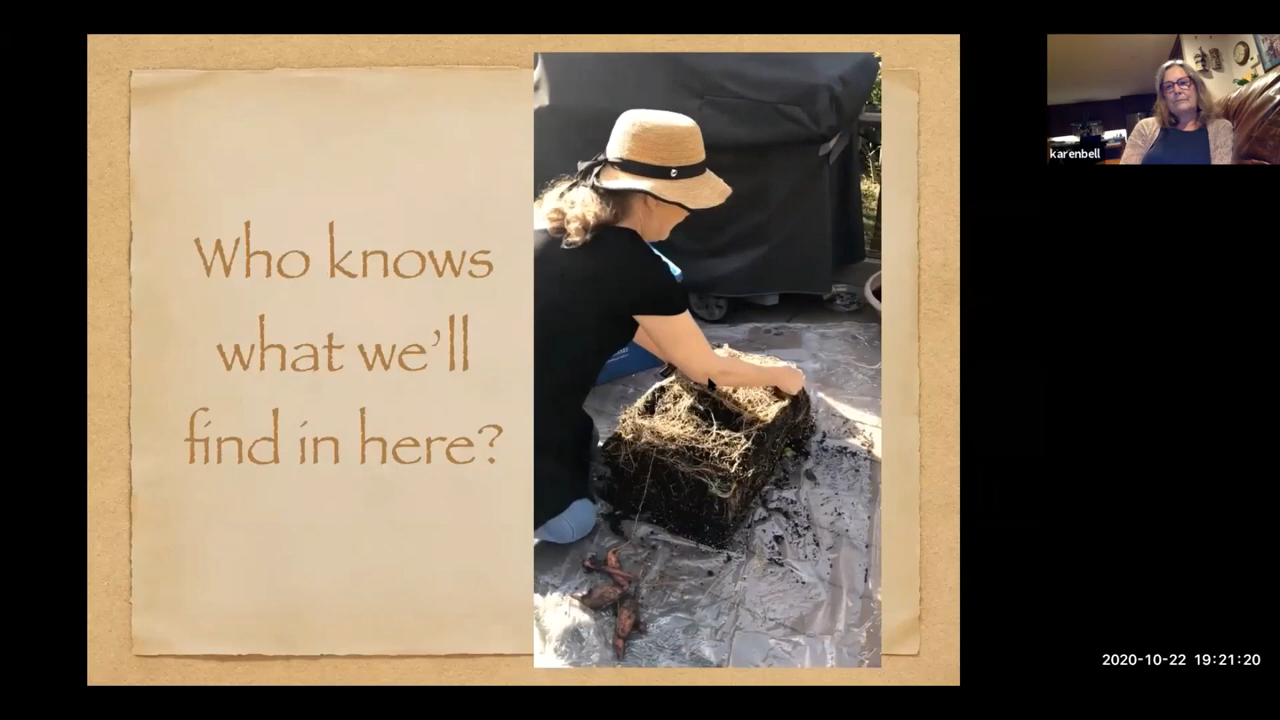 Who knows
what we'll
find in here?
karenbell
2020-10-22 19:21:20